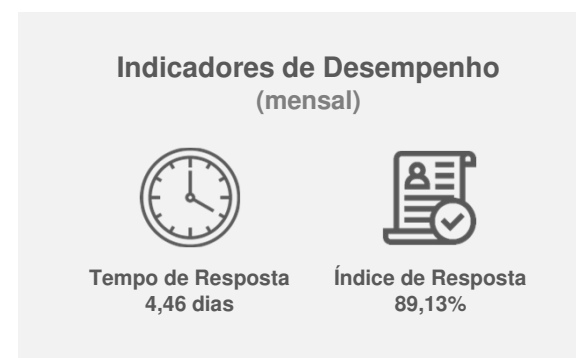 Indicadores de Desempenho
(mensal)
Tempo de Resposta
4,46 dias
Índice de Resposta
89,13%